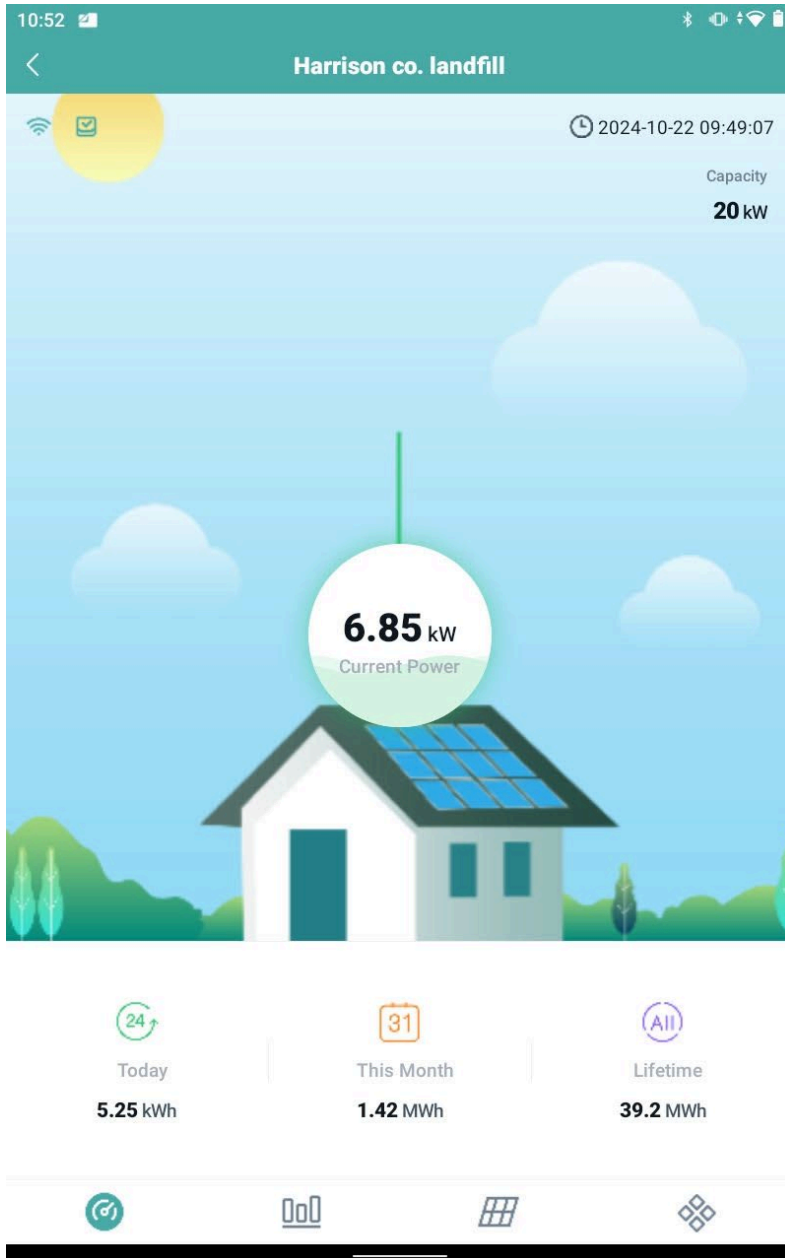 10:52
Harrison co. landfill
2024-10-22 09:49:07
Capacity
20 kW
6.85 kW
Current Power
24 31 All
Today This Month Lifetime
5.25 kWh 1.42 MWh 39.2 MWh